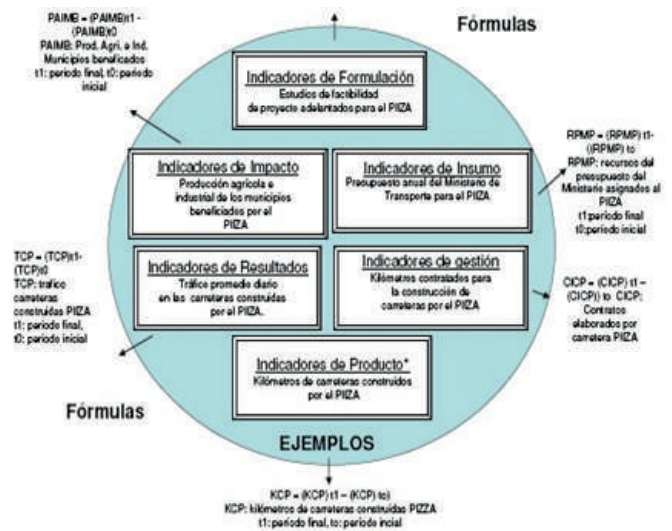 Fórmulas
PAIMB = (PAIMB)t1-
(PAIMB)t0
PAIMB: Prod. Agri. e Ind.
Municipios beneficados
t1: periodo final, t0: periodo
inicial
Indicadores de Formulación
Estudios de factibilidad
de proyecto adelantados para el PIIZA
Indicadores de Impacto
Producción agrícola e
industrial de los municipios
beneficiados por el
PIIZA
Indicadores de Insumo
Presupuesto anual del Ministerio de
Transporte para el PIIZA
RPMP = (RPMP) t1-
(IRPMP) to
RPMP: recursos del
presupuesto del
Ministerio asignados al
PIIZA
t1:periodo final
t0:periodo inicial
TCP = (TCP)t1-
(TCP)t0
TCP: trafico
carreteras
construidas PIIZA
t1: periodo final,
t0: periodo inicial
Indicadores de Resultados
Tráfico promedio diario
en las carreteras construidas
por el PIIZA.
Indicadores de gestión
Kilómetros contratados para
la construcción de
carreteras por el PIIZA
CICP = (CICP) t1 –
(CICP)) to CICP:
Contratos
elaborados por
carretera PIIZA
Indicadores de Producto*
Kilómetros de carreteras construidos
por el PIIZA
Fórmulas
EJEMPLOS
KCP = (KCP) t1 – (KCP) to)
KCP: kilómetros de carreteras construidas PIZZA
t1: periodo final, to: periodo incial